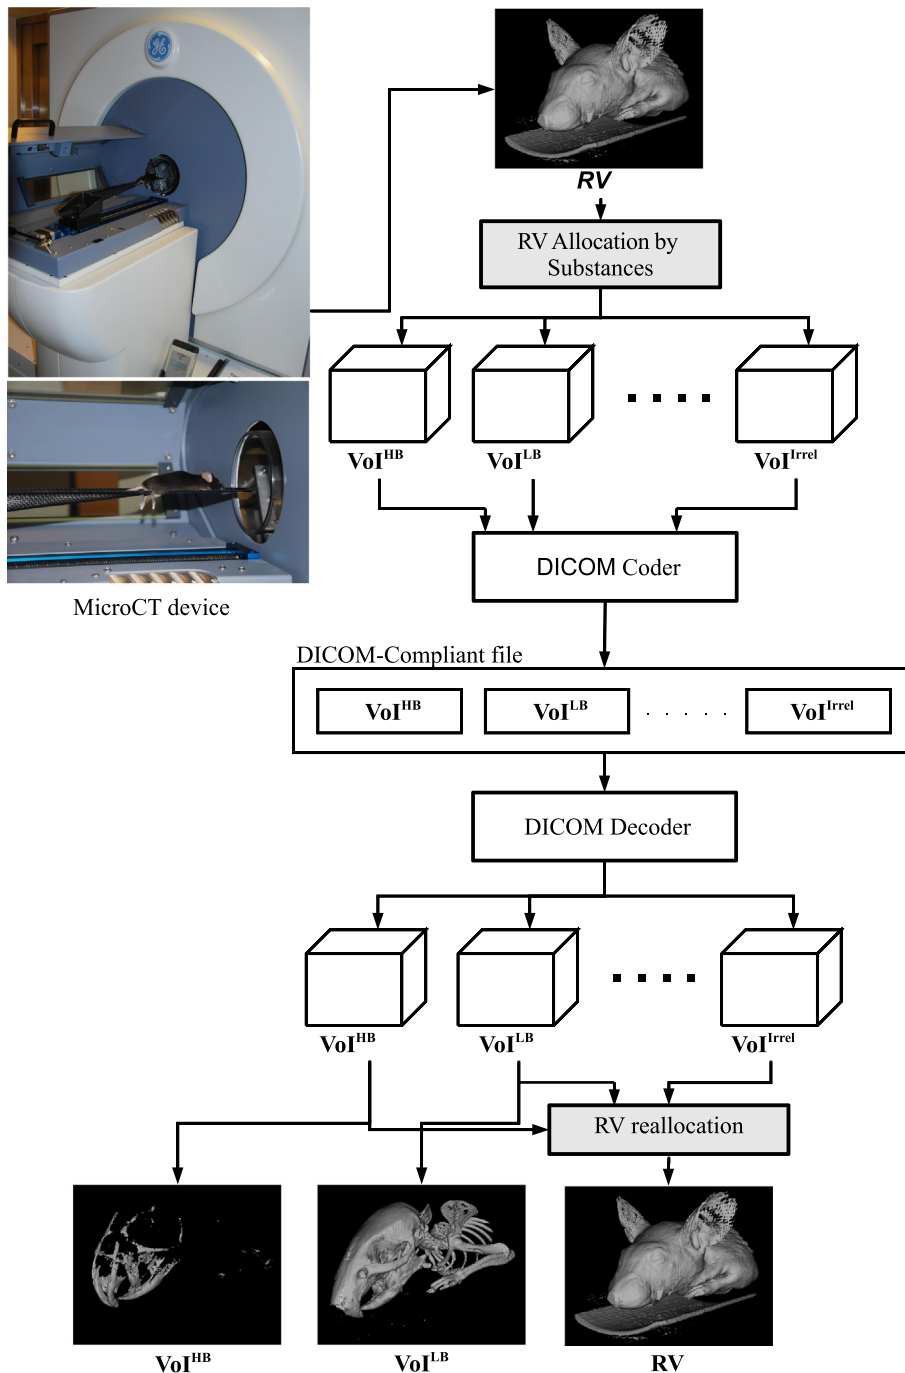 GE
RV
RV Allocation by
Substances
VoI^HB
VoI^LB
VoI^Irrel
MicroCT device
DICOM Coder
DICOM-Compliant file
VoI^HB
VoI^LB
. . . . .
VoI^Irrel
DICOM Decoder
VoI^HB
VoI^LB
VoI^Irrel
RV reallocation
VoI^HB
VoI^LB
RV